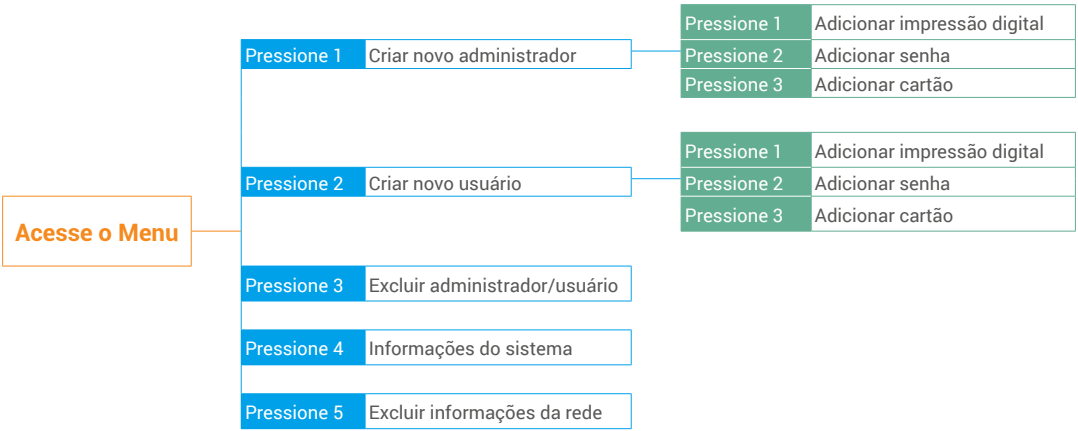 Acesse o Menu
Pressione 1 Criar novo administrador
Pressione 1 Adicionar impressão digital
Pressione 2 Adicionar senha
Pressione 3 Adicionar cartão
Pressione 2 Criar novo usuário
Pressione 1 Adicionar impressão digital
Pressione 2 Adicionar senha
Pressione 3 Adicionar cartão
Pressione 3 Excluir administrador/usuário
Pressione 4 Informações do sistema
Pressione 5 Excluir informações da rede